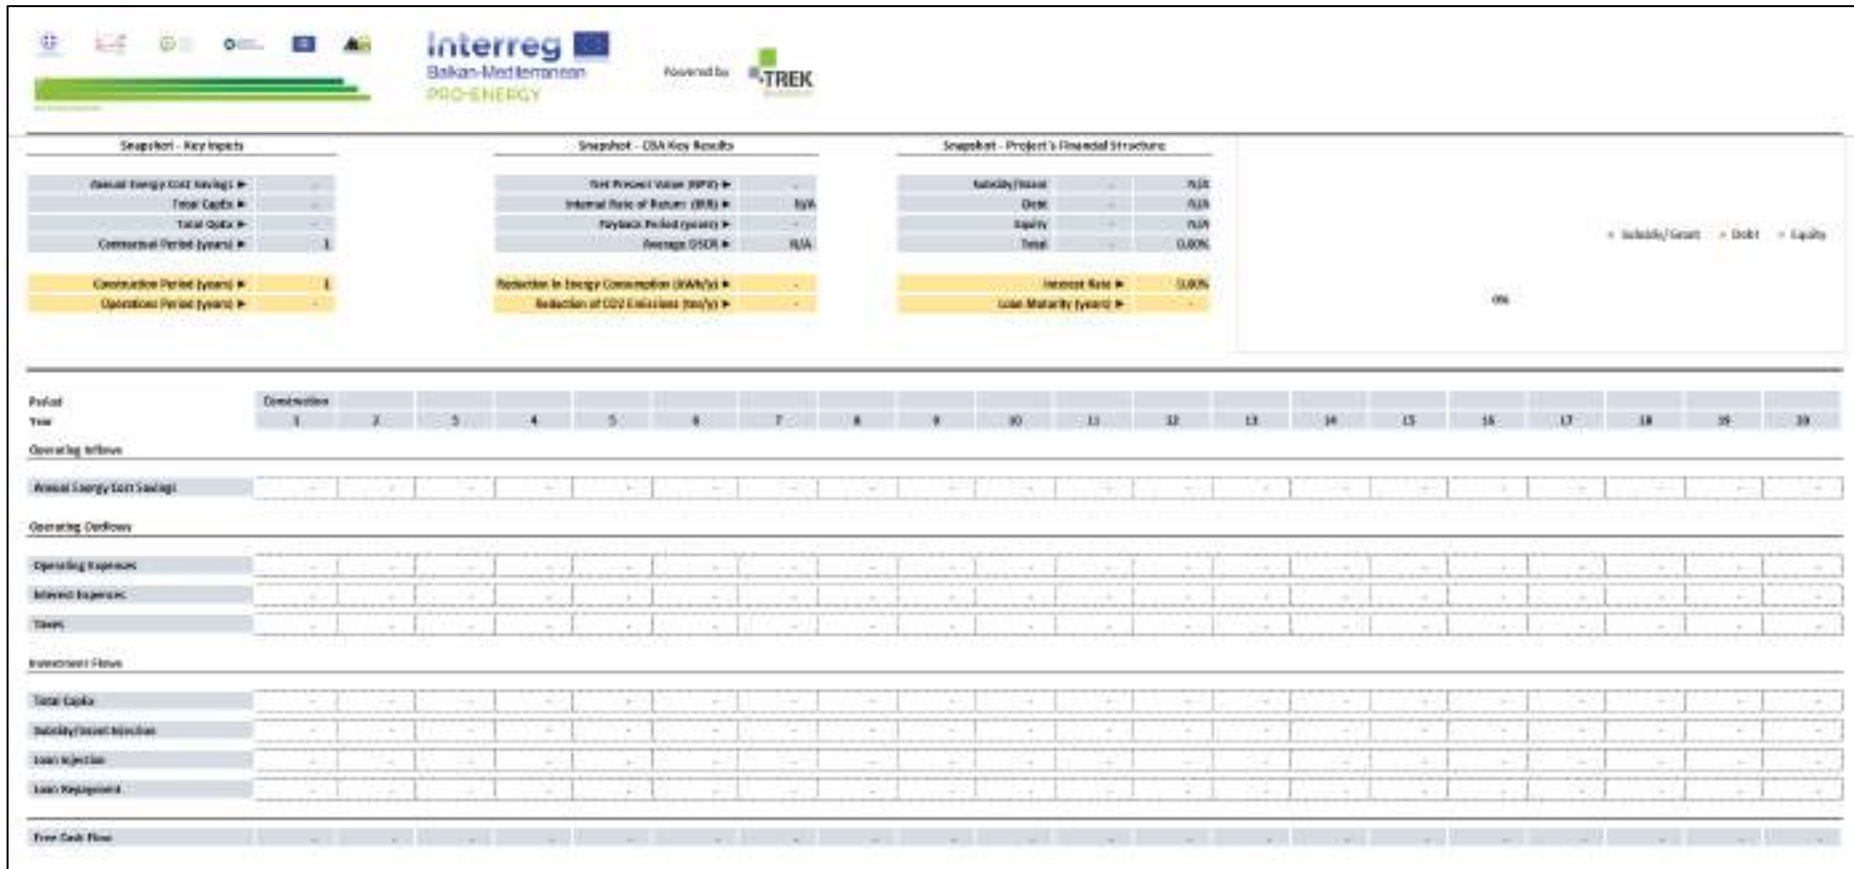 Interreg
Balkan-Mediterranean
PRO-ENERGY
Powered by
TREK
Snapshot - Key Inputs
Annual Energy Cost Savings ► -
Total CapEx ► -
Total OpEx ► -
Contractual Period (years) ► 1
Construction Period (years) ► 1
Operations Period (years) ► -
Snapshot - CBA Key Results
Net Present Value (NPV) ► -
Internal Rate of Return (IRR) ► N/A
Payback Period (years) ► -
Average DSCR ► N/A
Reduction in Energy Consumption (kWh/y) ► -
Reduction of CO2 Emissions (tns/y) ► -
Snapshot - Project's Financial Structure
Subsidy/Grant - N/A
Debt - N/A
Equity - N/A
Total - 0.00%
Interest Rate ► 0.00%
Loan Maturity (years) ► -
Subsidy/Grant Debt Equity
0%
Period Construction
Year 1 2 3 4 5 6 7 8 9 10 11 12 13 14 15 16 17 18 19 20
Operating Inflows
Annual Energy Cost Savings - - - - - - - - - - - - - - - - - - - -
Operating Outflows
Operating Expenses - - - - - - - - - - - - - - - - - - - -
Interest Expenses - - - - - - - - - - - - - - - - - - - -
Taxes - - - - - - - - - - - - - - - - - - - -
Investment Flows
Total CapEx - - - - - - - - - - - - - - - - - - - -
Subsidy/Grant Injection - - - - - - - - - - - - - - - - - - - -
Loan Injection - - - - - - - - - - - - - - - - - - - -
Loan Repayment - - - - - - - - - - - - - - - - - - - -
Free Cash Flow - - - - - - - - - - - - - - - - - - - -